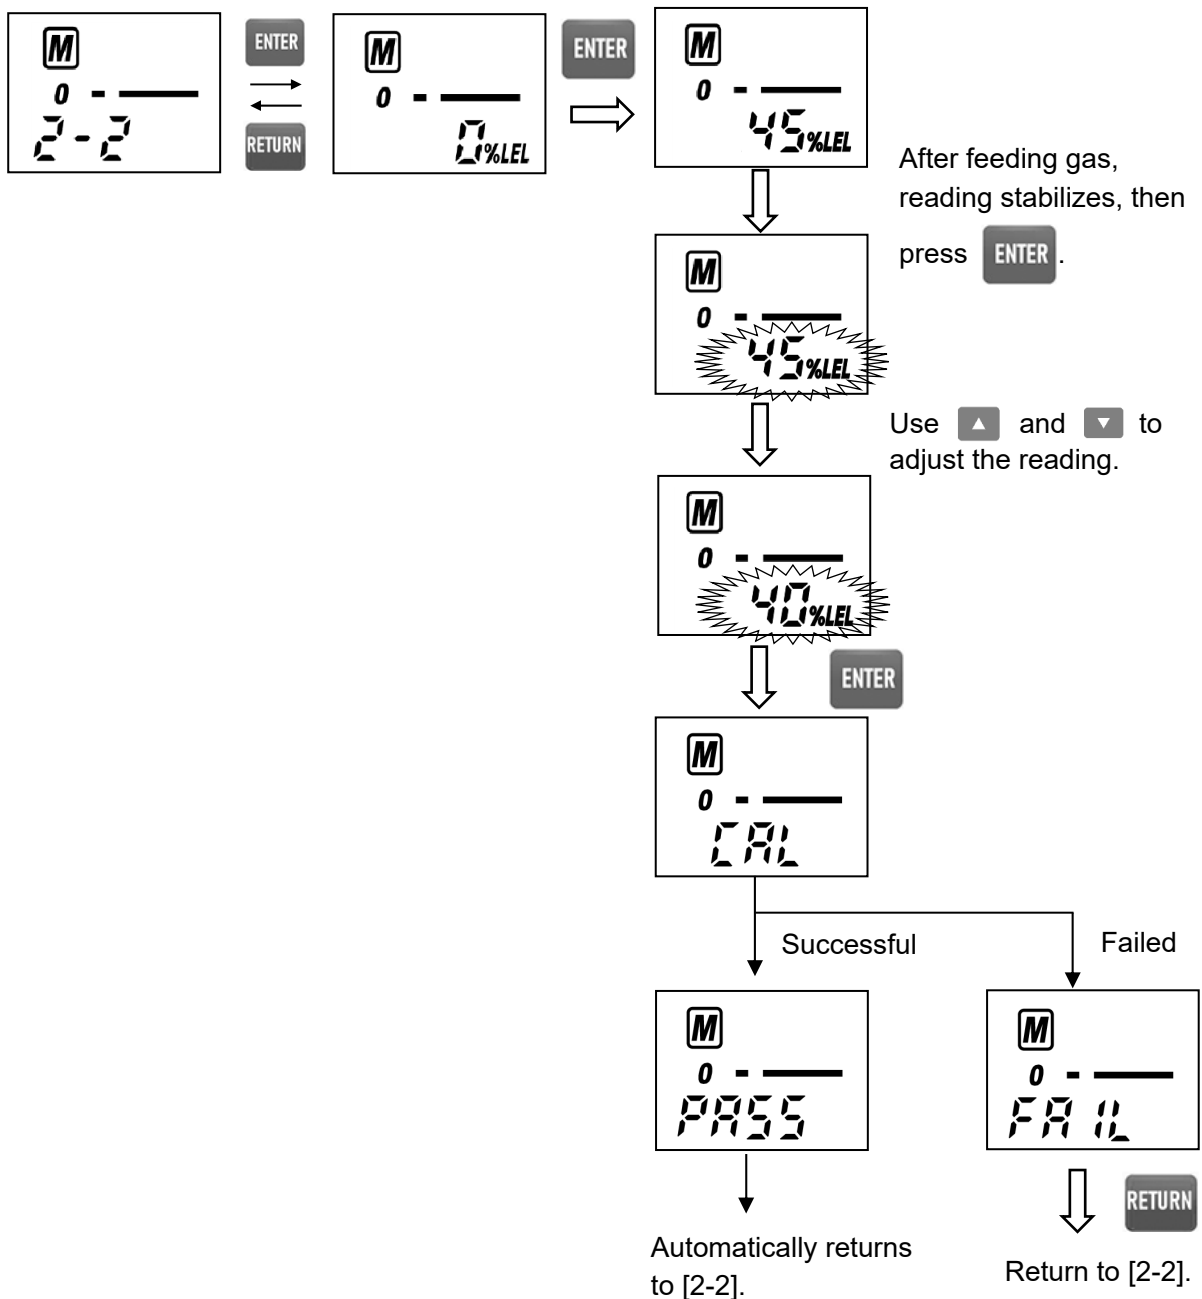 M
0
2-2
ENTER
RETURN
M
0
0%LEL
ENTER
M
0
45%LEL
After feeding gas,
reading stabilizes, then
press ENTER.
M
0
45%LEL
Use ▲ and ▼ to
adjust the reading.
M
0
40%LEL
ENTER
M
0
CAL
Successful
Failed
M
0
PASS
M
0
FAIL
RETURN
Automatically returns
to [2-2].
Return to [2-2].